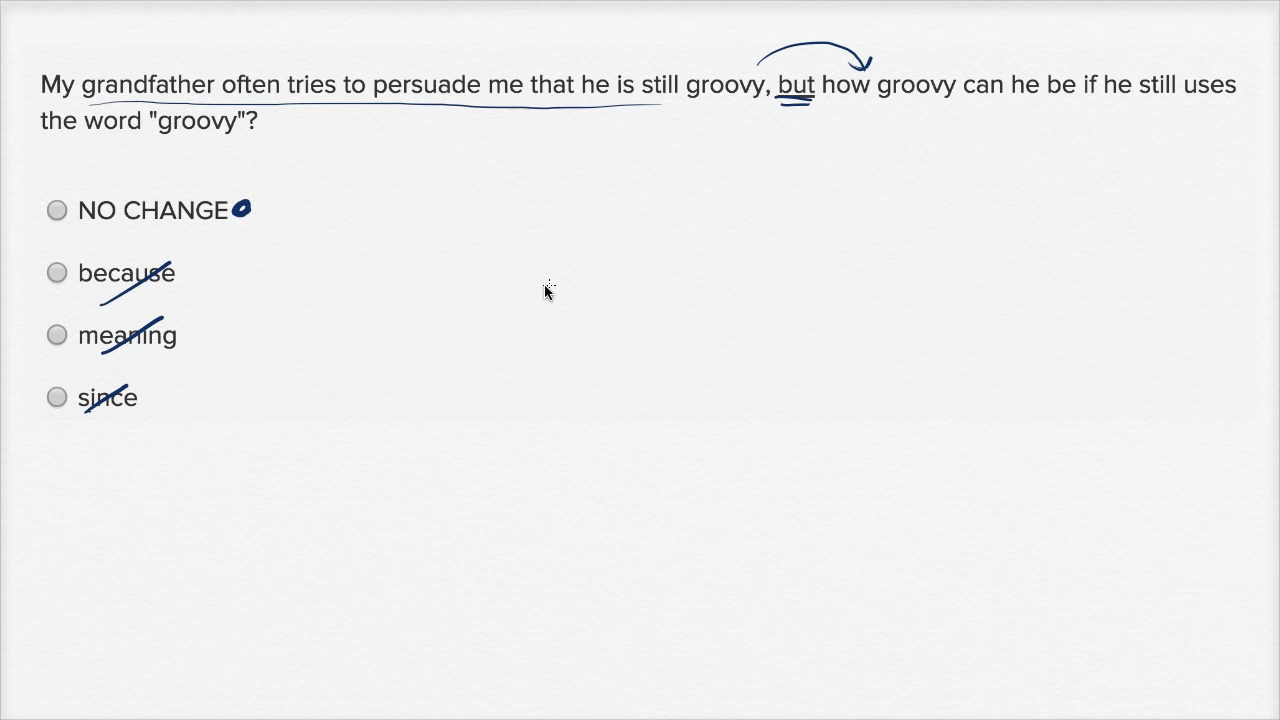 My grandfather often tries to persuade me that he is still groovy, but how groovy can he be if he still uses
the word "groovy"?
NO CHANGE
because
meaning
since